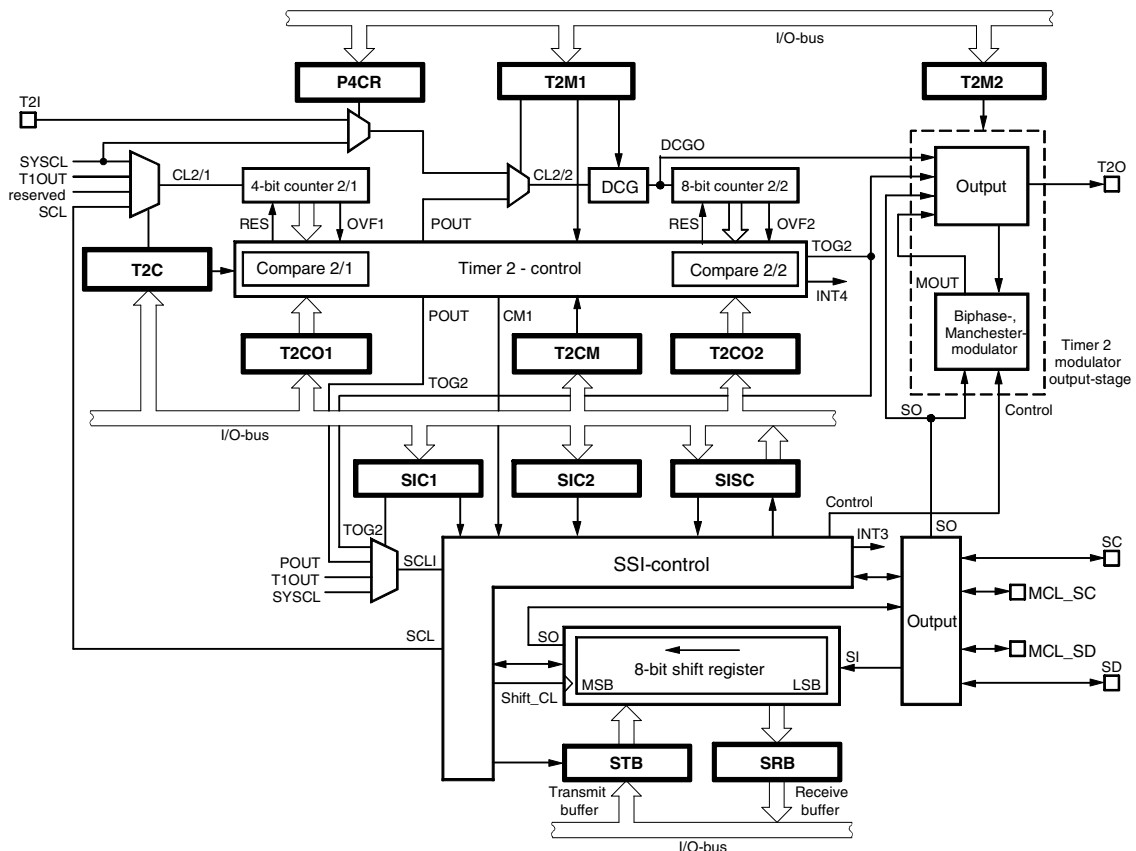 I/O-bus
P4CR
T2M1
T2M2
T2I
SYSCL
T1OUT
reserved
SCL
CL2/1
4-bit counter 2/1
CL2/2
DCG
DCGO
8-bit counter 2/2
Output
T2O
RES
OVF1
POUT
RES
OVF2
TOG2
T2C
Compare 2/1
Timer 2 - control
Compare 2/2
INT4
MOUT
Biphase-,
Manchester-
modulator
Timer 2
modulator
output-stage
POUT
CM1
T2CO1
T2CM
T2CO2
TOG2
SO
Control
I/O-bus
SIC1
SIC2
SISC
Control
TOG2
POUT
T1OUT
SYSCL
SCLI
SSI-control
INT3
SO
SC
MCL_SC
Output
MCL_SD
SD
SCL
SO
8-bit shift register
MSB
LSB
SI
Shift_CL
STB
SRB
Transmit
buffer
Receive
buffer
I/O-bus